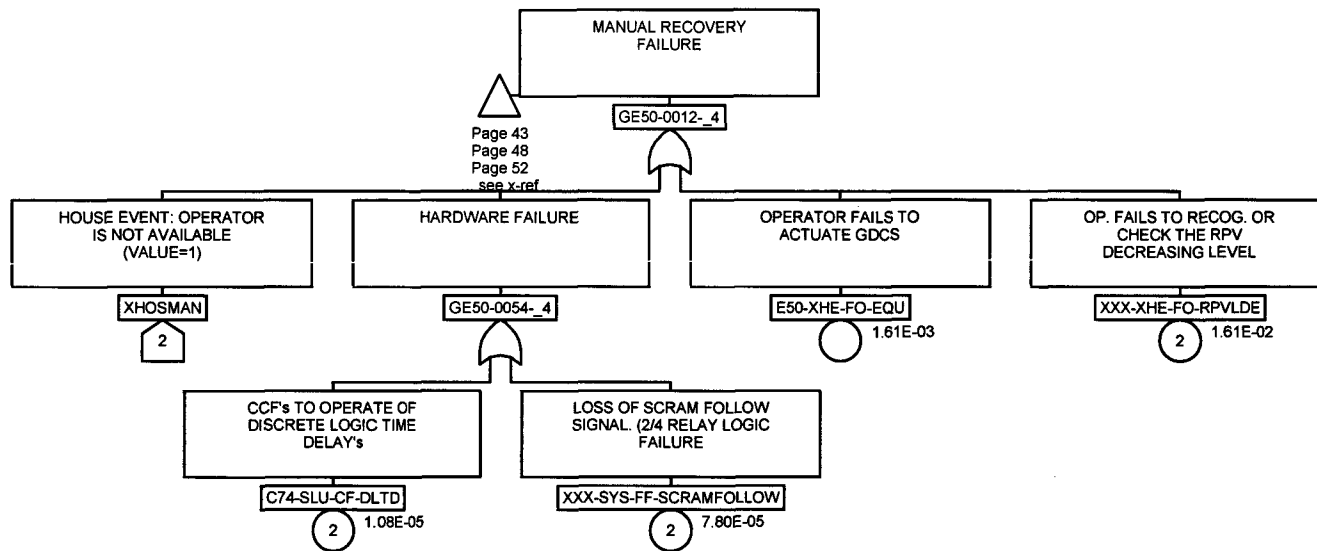 MANUAL RECOVERY
FAILURE
GE50-0012-_4
Page 43
Page 48
Page 52
see x-ref
HOUSE EVENT: OPERATOR
IS NOT AVAILABLE
(VALUE=1)
XHOSMAN
2
HARDWARE FAILURE
GE50-0054-_4
OPERATOR FAILS TO
ACTUATE GDCS
E50-XHE-FO-EQU
1.61E-03
OP. FAILS TO RECOG. OR
CHECK THE RPV
DECREASING LEVEL
XXX-XHE-FO-RPVLDE
2
1.61E-02
CCF's TO OPERATE OF
DISCRETE LOGIC TIME
DELAY's
C74-SLU-CF-DLTD
2
1.08E-05
LOSS OF SCRAM FOLLOW
SIGNAL. (2/4 RELAY LOGIC
FAILURE
XXX-SYS-FF-SCRAMFOLLOW
2
7.80E-05